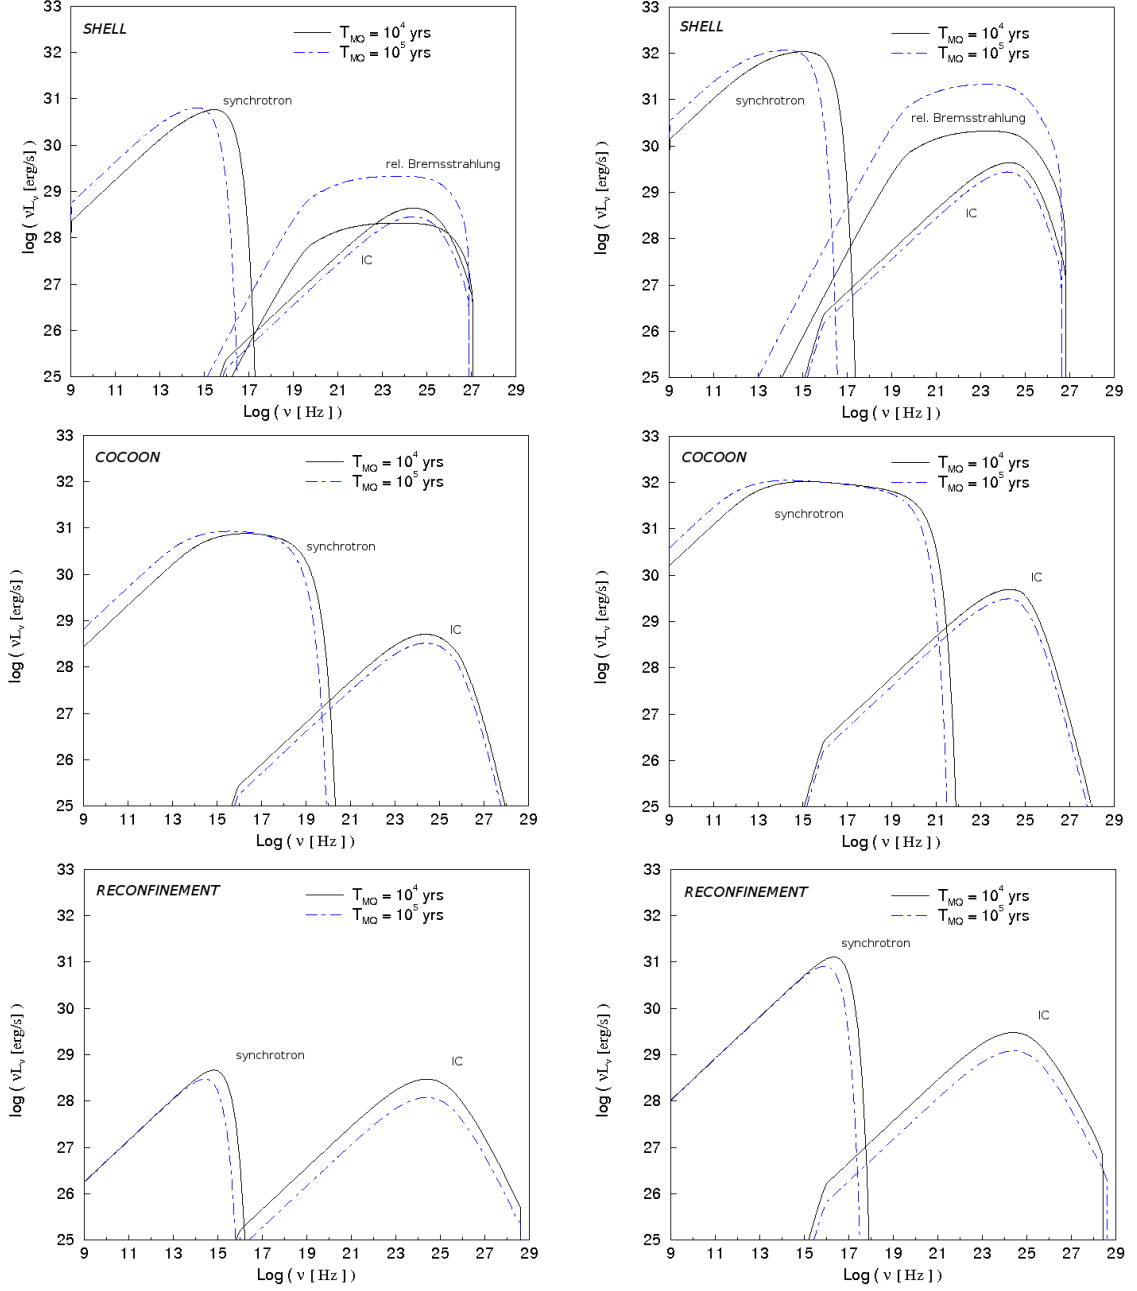 SHELL
T_MQ = 10^4 yrs
T_MQ = 10^5 yrs
synchrotron
rel. Bremsstrahlung
IC
log ( νL_ν [erg/s] )
33
32
31
30
29
28
27
26
25
9 11 13 15 17 19 21 23 25 27 29
Log ( ν [ Hz ] )
SHELL
T_MQ = 10^4 yrs
T_MQ = 10^5 yrs
synchrotron
rel. Bremsstrahlung
IC
log ( νL_ν [erg/s] )
33
32
31
30
29
28
27
26
25
9 11 13 15 17 19 21 23 25 27 29
Log ( ν [ Hz ] )
COCOON
T_MQ = 10^4 yrs
T_MQ = 10^5 yrs
synchrotron
IC
log ( νL_ν [erg/s] )
33
32
31
30
29
28
27
26
25
9 11 13 15 17 19 21 23 25 27 29
Log ( ν [ Hz ] )
COCOON
T_MQ = 10^4 yrs
T_MQ = 10^5 yrs
synchrotron
IC
log ( νL_ν [erg/s] )
33
32
31
30
29
28
27
26
25
9 11 13 15 17 19 21 23 25 27 29
Log ( ν [ Hz ] )
RECONFINEMENT
T_MQ = 10^4 yrs
T_MQ = 10^5 yrs
synchrotron
IC
log ( νL_ν [erg/s] )
33
32
31
30
29
28
27
26
25
9 11 13 15 17 19 21 23 25 27 29
Log ( ν [ Hz ] )
RECONFINEMENT
T_MQ = 10^4 yrs
T_MQ = 10^5 yrs
synchrotron
IC
log ( νL_ν [erg/s] )
33
32
31
30
29
28
27
26
25
9 11 13 15 17 19 21 23 25 27 29
Log ( ν [ Hz ] )